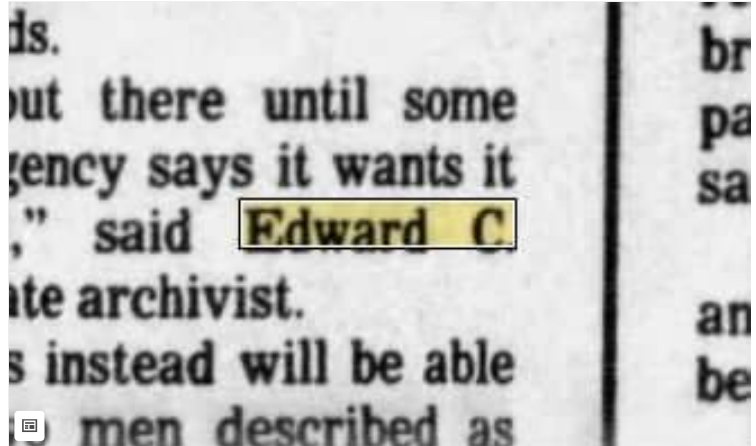 ds.
out there until some
gency says it wants it
," said Edward C.
ate archivist.
s instead will be able
men described as
br
pa
sa
an
be